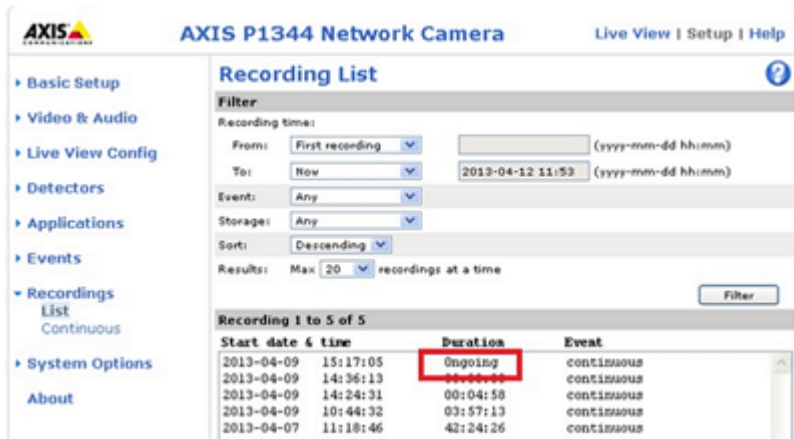 AXIS
COMMUNICATIONS
AXIS P1344 Network Camera
Live View | Setup | Help
Basic Setup
Video & Audio
Live View Config
Detectors
Applications
Events
Recordings
List
Continuous
System Options
About
Recording List
Filter
Recording time:
From: First recording (yyyy-mm-dd hh:mm)
To: Now 2013-04-12 11:53 (yyyy-mm-dd hh:mm)
Event: Any
Storage: Any
Sort: Descending
Results: Max 20 recordings at a time
Filter
Recording 1 to 5 of 5
Start date & time Duration Event
2013-04-09 15:17:05 Ongoing continuous
2013-04-09 14:36:13 continuous
2013-04-09 14:24:31 00:04:58 continuous
2013-04-09 10:44:32 03:57:13 continuous
2013-04-07 11:18:46 42:24:26 continuous